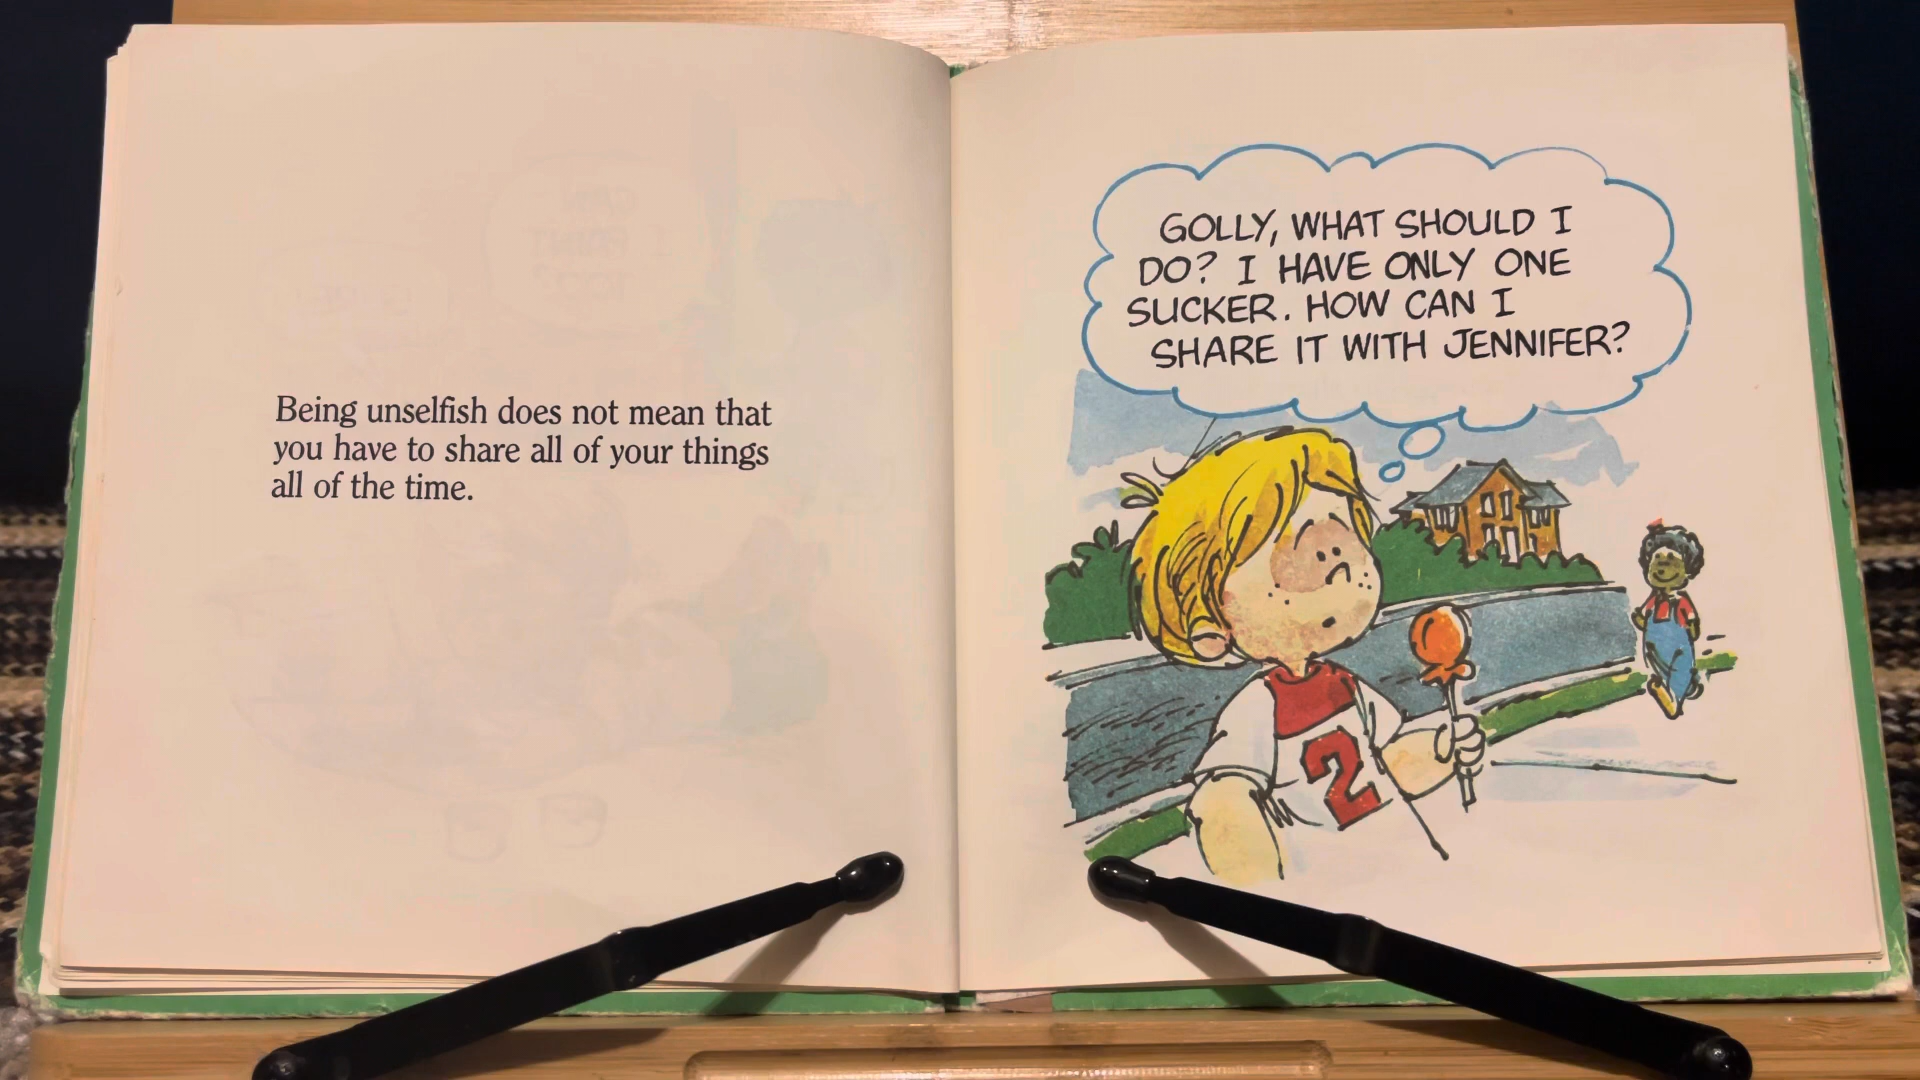 Being unselfish does not mean that
you have to share all of your things
all of the time.
GOLLY, WHAT SHOULD I
DO? I HAVE ONLY ONE
SUCKER. HOW CAN I
SHARE IT WITH JENNIFER?
2